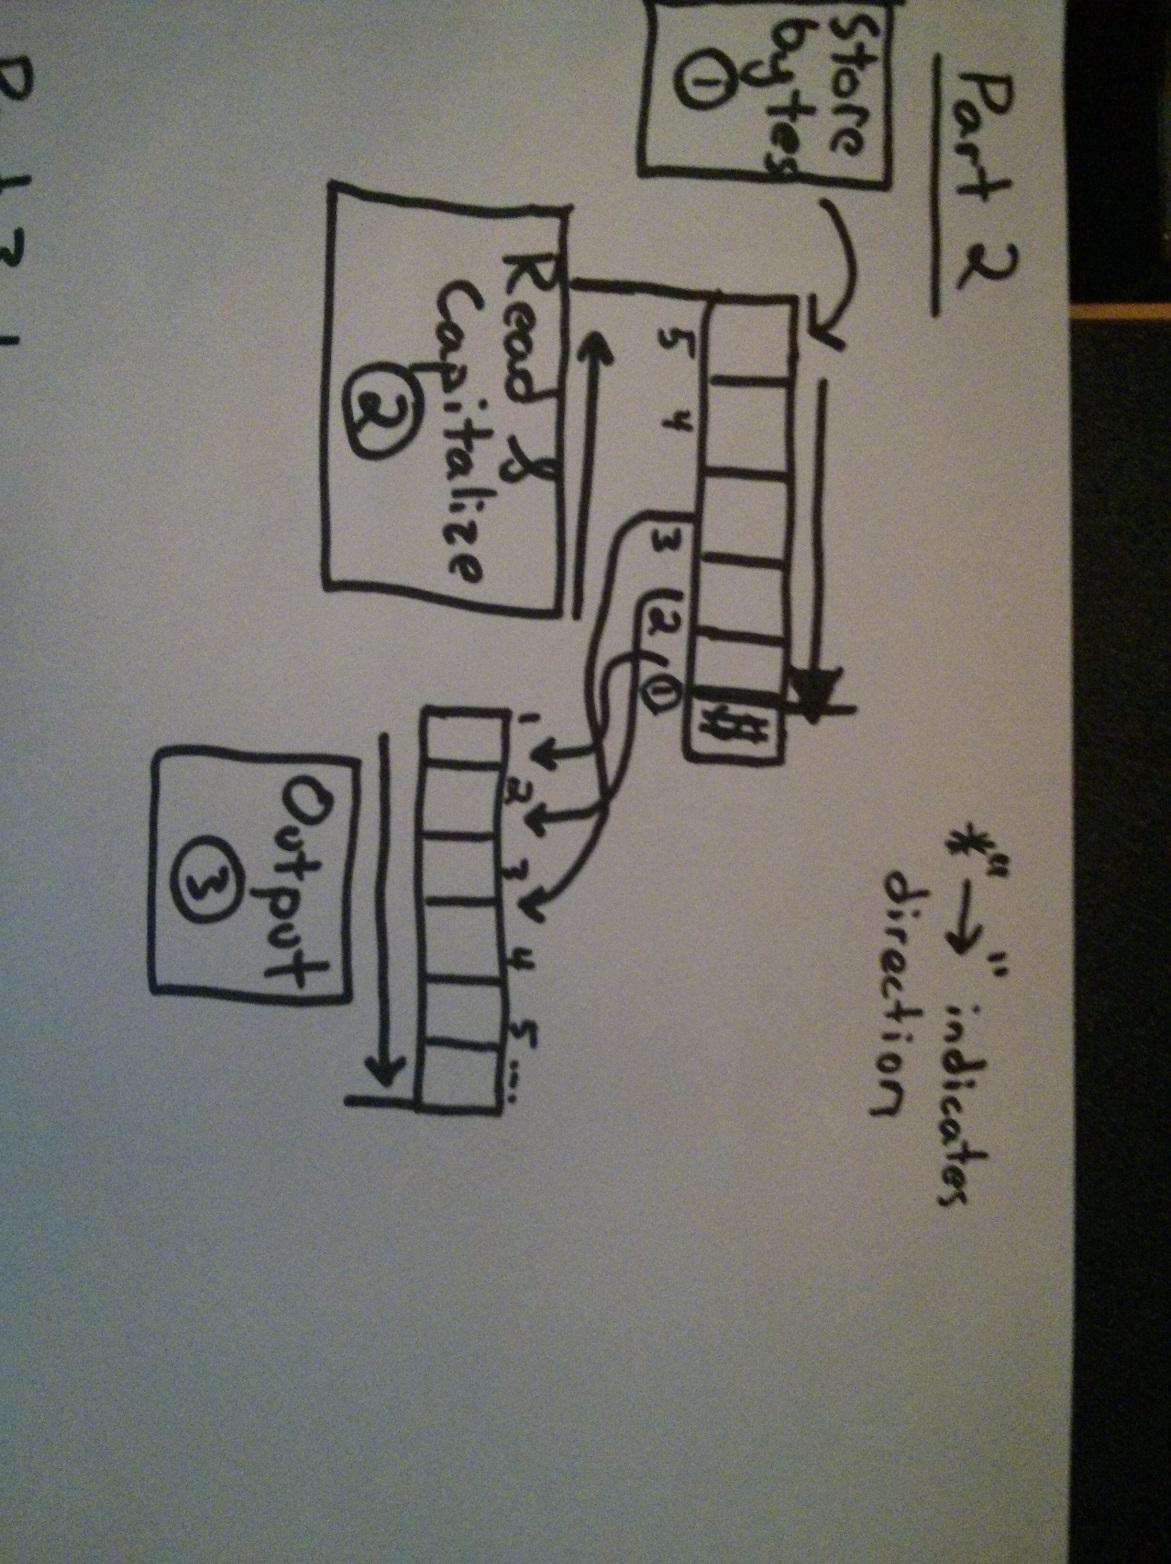 Part 2
*"→" indicates
direction
Store
bytes
①
##
5 4 3 2 ①
Read &
Capitalize
②
1 2 3 4 5....
Output
③